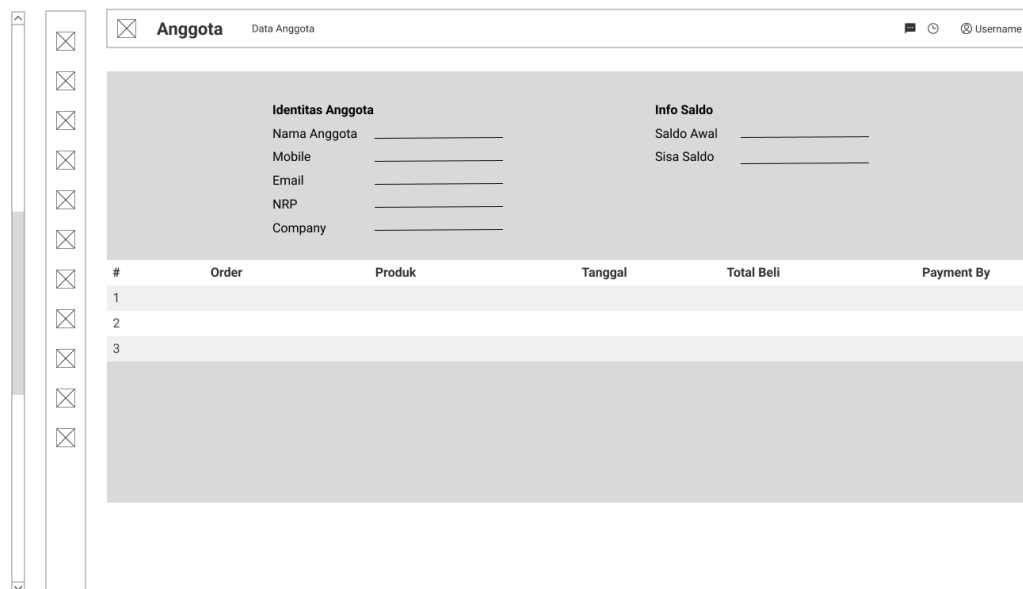 Anggota Data Anggota Username
Identitas Anggota
Nama Anggota
Mobile
Email
NRP
Company
Info Saldo
Saldo Awal
Sisa Saldo
# Order Produk Tanggal Total Beli Payment By
1
2
3